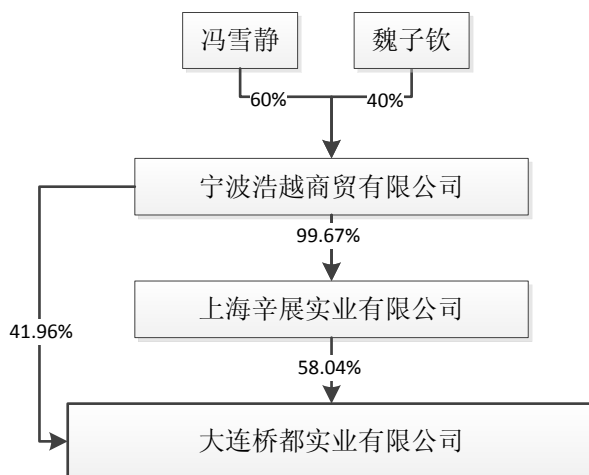 冯雪静
魏子钦
60%
40%
宁波浩越商贸有限公司
99.67%
上海辛展实业有限公司
41.96%
58.04%
大连桥都实业有限公司